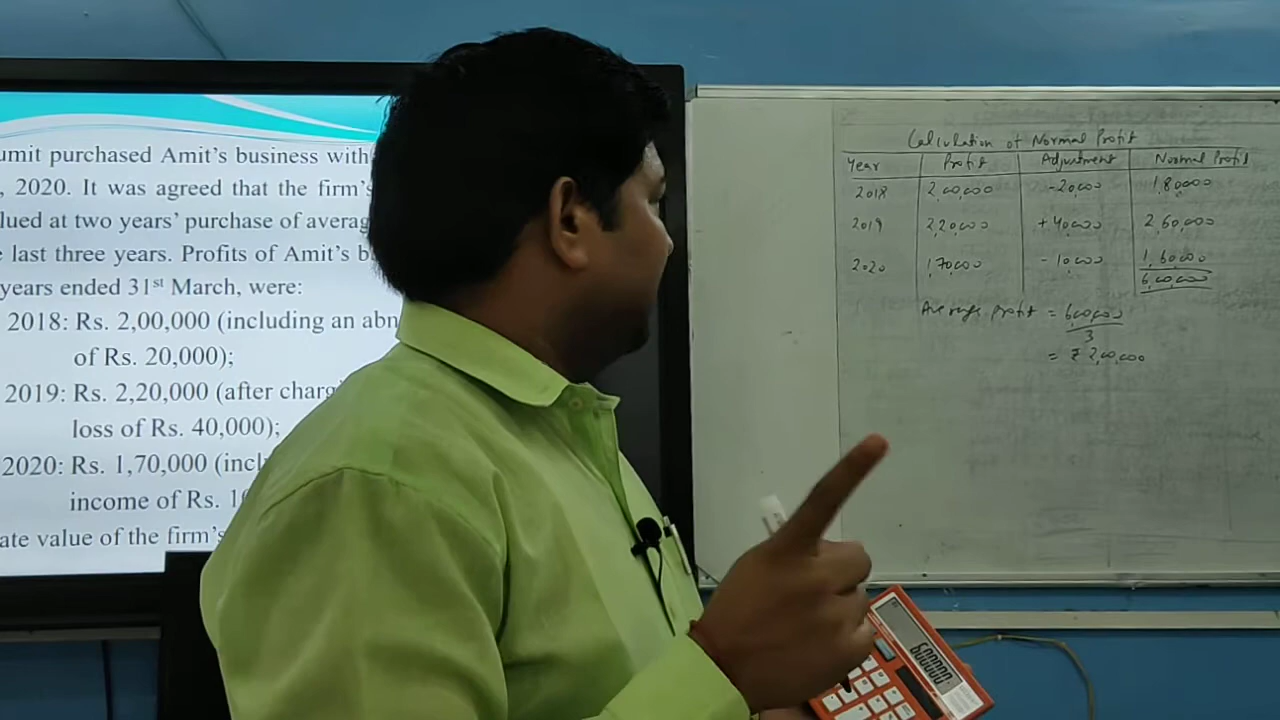 umit purchased Amit's business with
, 2020. It was agreed that the firm's
lued at two years' purchase of averag
last three years. Profits of Amit's b
years ended 31st March, were:
2018: Rs. 2,00,000 (including an abn
of Rs. 20,000);
2019: Rs. 2,20,000 (after charg
loss of Rs. 40,000);
2020: Rs. 1,70,000 (incl
income of Rs. 1
ate value of the firm's
Calculation of Normal Profit
Year Profit Adjustment Normal Profit
2018 2,00,000 -20,000 1,80,000
2019 2,20,000 +40,000 2,60,000
2020 1,70,000 -10,000 1,60,000
6,00,000
Average profit = 6,00,000
3
= ₹ 2,00,000
600000